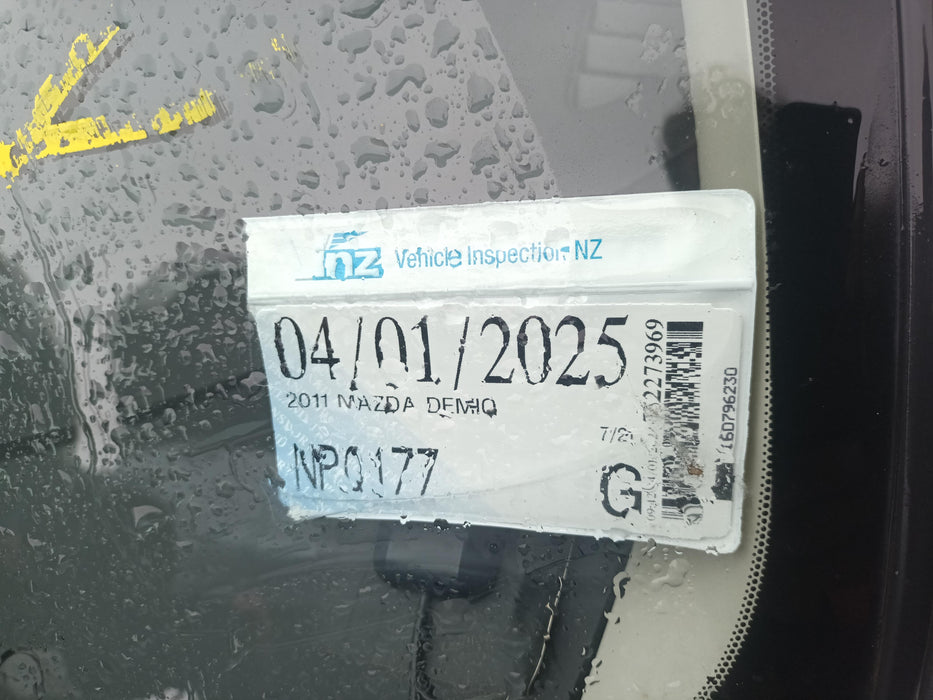 nz Vehicle Inspection NZ
04/01/2025
2011 MAZDA DEMIO
NPQ177
G
2273969
160796230